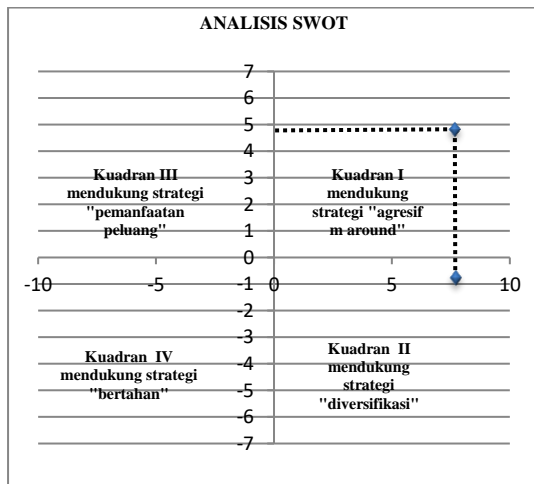 ANALISIS SWOT
7
6
5
4
3
2
1
0
-1
-2
-3
-4
-5
-6
-7
-10
-5
0
5
10
Kuadran III
mendukung strategi
"pemanfaatan
peluang"
Kuadran I
mendukung
strategi "agresif
m around"
Kuadran IV
mendukung strategi
"bertahan"
Kuadran II
mendukung
strategi
"diversifikasi"